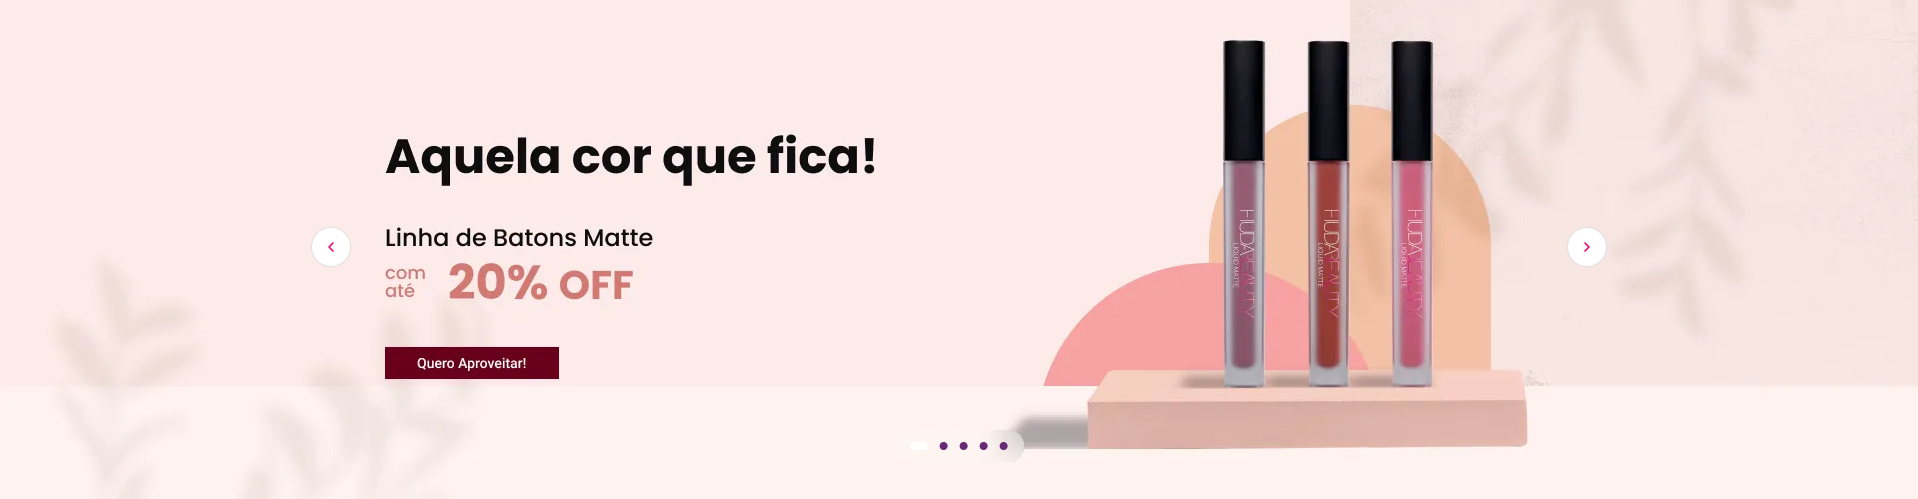 Aquela cor que fica!
Linha de Batons Matte
com
até
20% OFF
Quero Aproveitar!
HUDABEAUTY
LIQUID MATTE
HUDABEAUTY
LIQUID MATTE
HUDABEAUTY
LIQUID MATTE